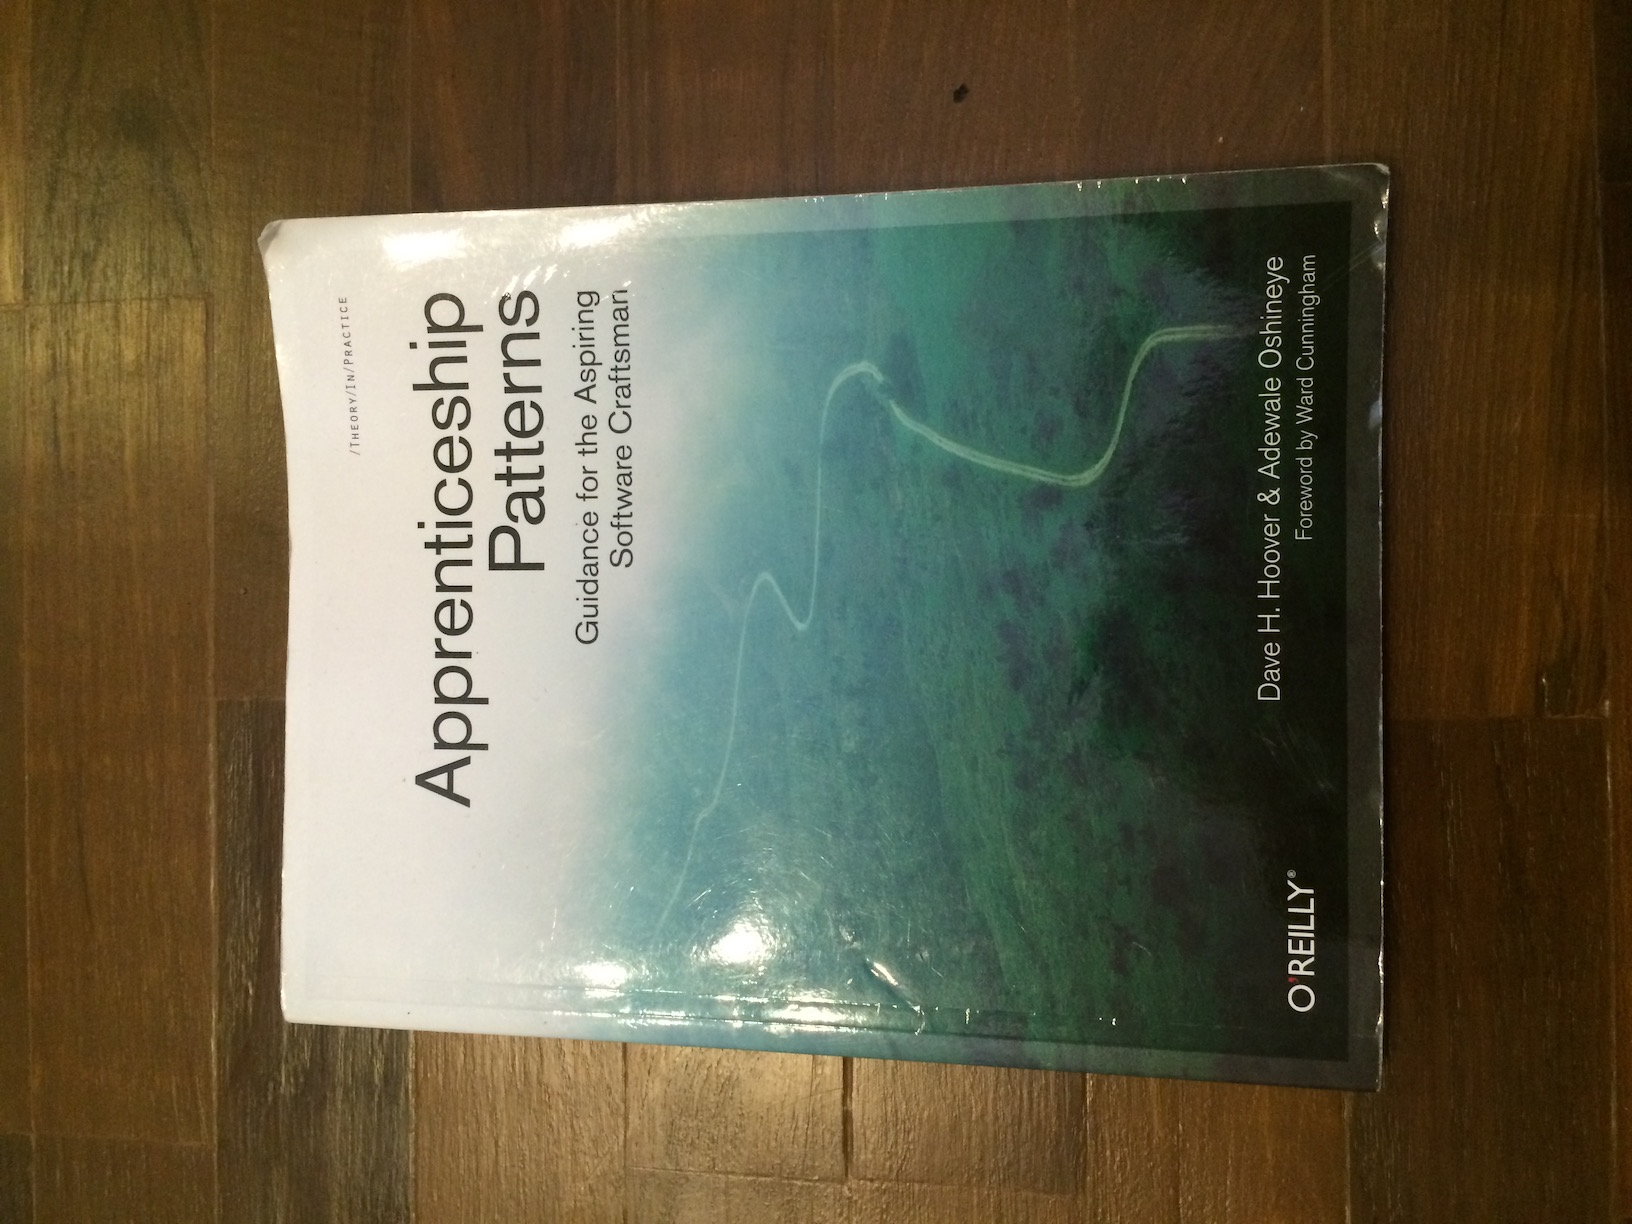 /THEORY/IN/PRACTICE
Apprenticeship
Patterns
Guidance for the Aspiring
Software Craftsman
O'REILLY®
Dave H. Hoover & Adewale Oshineye
Foreword by Ward Cunningham